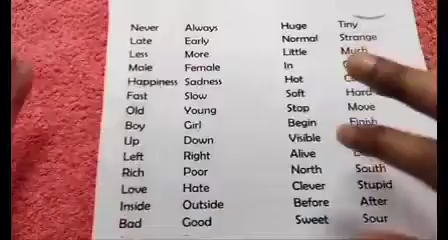 Never Always Huge Tiny
Late Early Normal Strange
Less More Little Much
Male Female In
Happiness Sadness Hot
Fast Slow Soft Hard
Old Young Stop Move
Boy Girl Begin Finish
Up Down Visible
Left Right Alive
Rich Poor North South
Love Hate Clever Stupid
Inside Outside Before After
Bad Good Sweet Sour